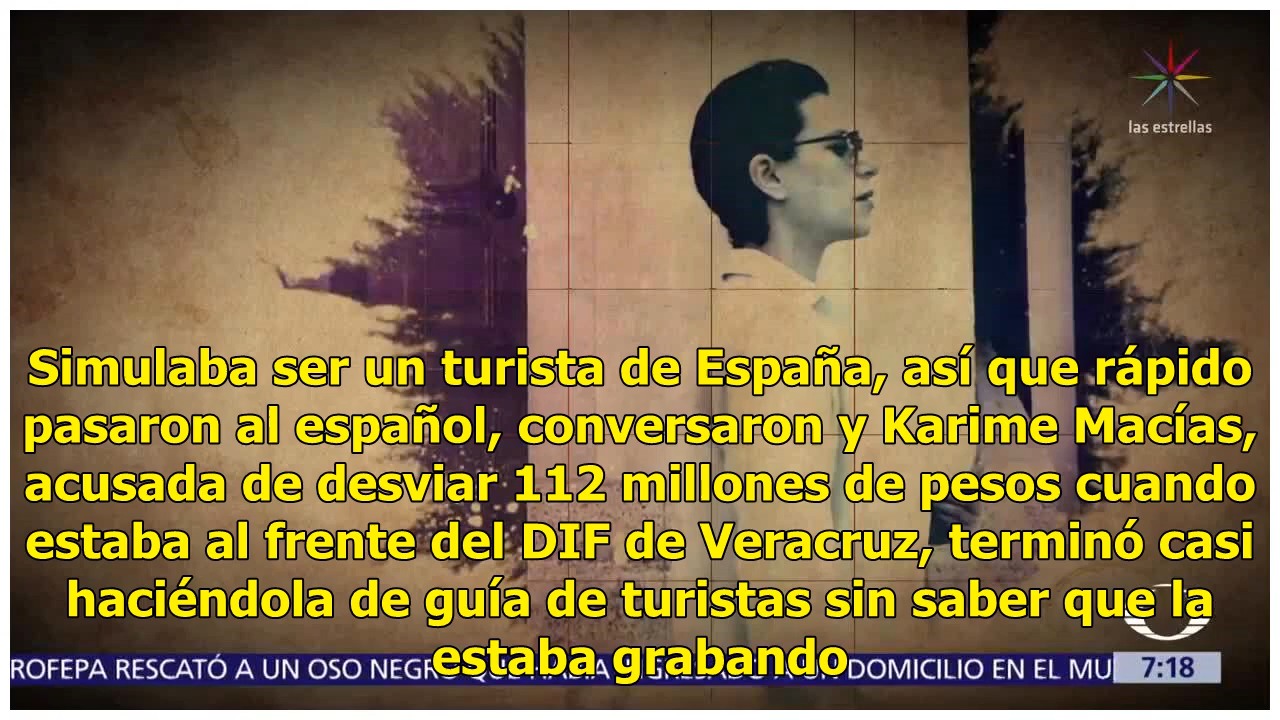 las estrellas
Simulaba ser un turista de España, así que rápido
pasaron al español, conversaron y Karime Macías,
acusada de desviar 112 millones de pesos cuando
estaba al frente del DIF de Veracruz, terminó casi
haciéndola de guía de turistas sin saber que la
estaba grabando
ROFEPA RESCATÓ A UN OSO NEGRO DOMICILIO EN EL MU
7:18